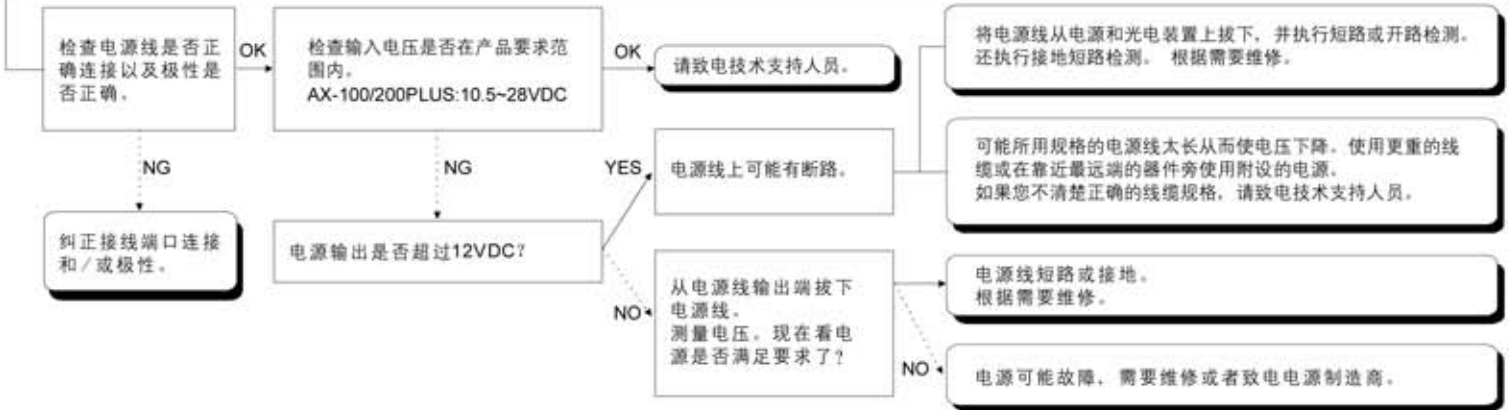 检查电源线是否正
确连接以及极性是
否正确。
OK
检查输入电压是否在产品要求范
围内。
AX-100/200PLUS:10.5~28VDC
OK
请致电技术支持人员。
将电源线从电源和光电装置上拔下，并执行短路或开路检测。
还执行接地短路检测。 根据需要维修。
NG
NG
YES
电源线上可能有断路。
可能所用规格的电源线太长从而使电压下降。使用更重的线
缆或在靠近最远端的器件旁使用附设的电源。
如果您不清楚正确的线缆规格，请致电技术支持人员。
纠正接线端口连接
和/或极性。
电源输出是否超过12VDC?
NO
从电源线输出端拔下
电源线。
测量电压。现在看电
源是否满足要求了?
电源线短路或接地。
根据需要维修。
NO
电源可能故障，需要维修或者致电电源制造商。